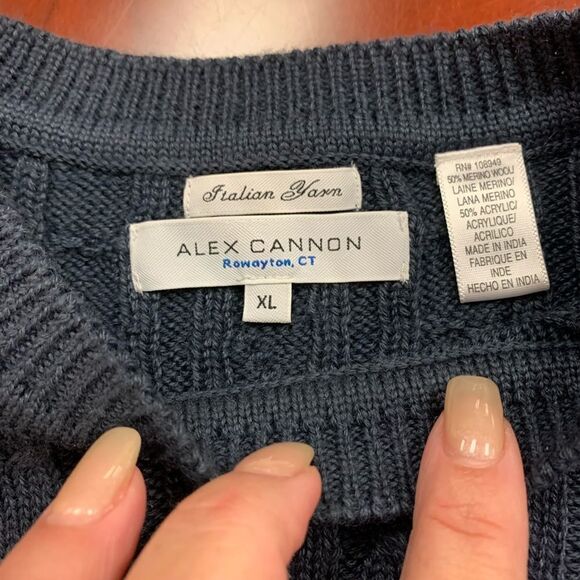 Italian Yarn
ALEX CANNON
Rowayton, CT
XL
RN# 108949
50% MERINO WOOL/
LAINE MERINO/
LANA MERINO
50% ACRYLIC/
ACRYLIQUE/
ACRILICO
MADE IN INDIA
FABRIQUE EN
INDE
HECHO EN INDIA